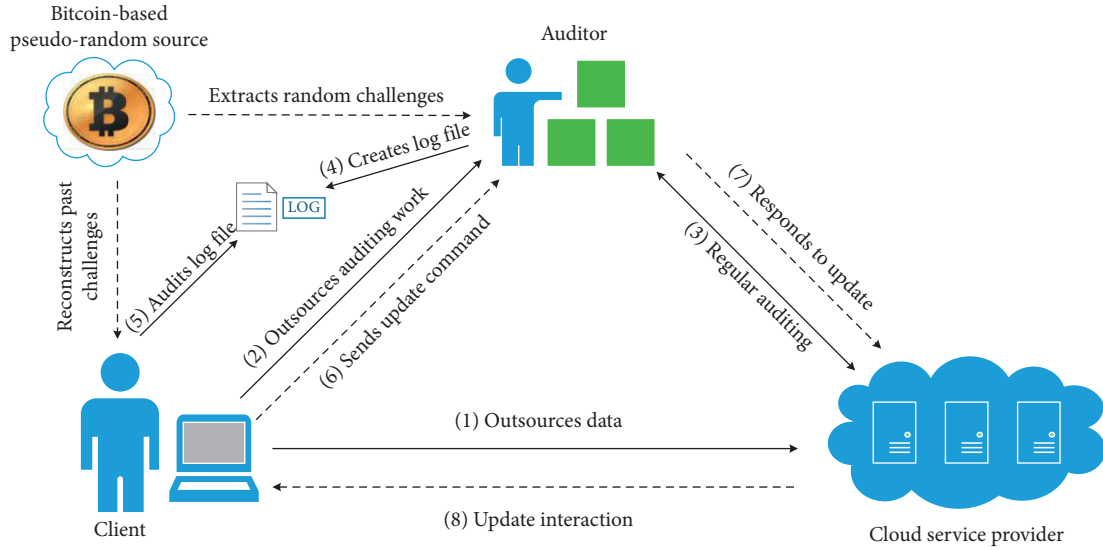 Bitcoin-based
pseudo-random source
Auditor
Extracts random challenges
(4) Creates log file
LOG
Reconstructs past
challenges
(5) Audits log file
(2) Outsources auditing work
(6) Sends update command
(7) Responds to update
(3) Regular auditing
(1) Outsources data
(8) Update interaction
Client
Cloud service provider